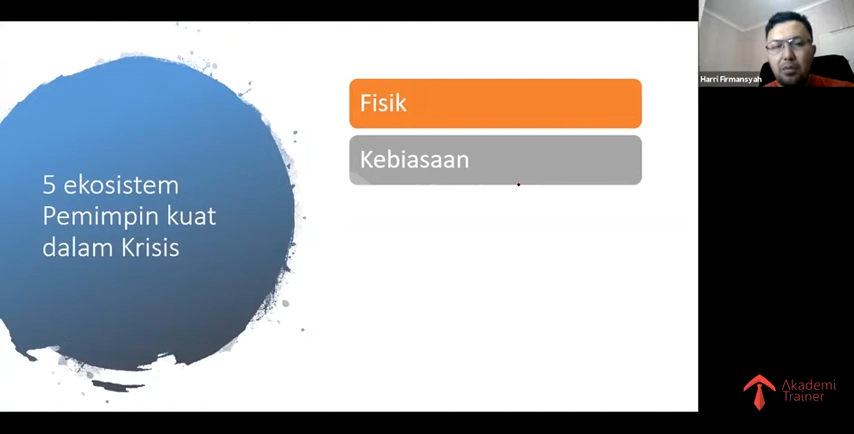 Harri Firmansyah
Fisik
Kebiasaan
5 ekosistem
Pemimpin kuat
dalam Krisis
Akademi
Trainer